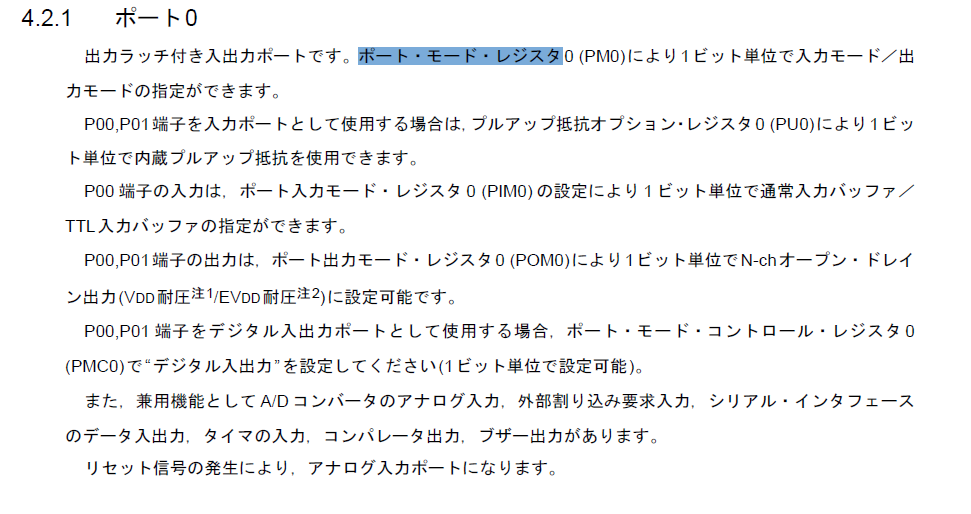 4.2.1 ポート0
出力ラッチ付き入出力ポートです。ポート・モード・レジスタ0 (PM0)により1ビット単位で入力モード／出
力モードの指定ができます。
P00,P01端子を入力ポートとして使用する場合は,プルアップ抵抗オプション・レジスタ0 (PU0)により1ビッ
ト単位で内蔵プルアップ抵抗を使用できます。
P00 端子の入力は，ポート入力モード・レジスタ0 (PIM0)の設定により1ビット単位で通常入力バッファ／
TTL入力バッファの指定ができます。
P00,P01端子の出力は，ポート出力モード・レジスタ0 (POM0)により1ビット単位でN-chオープン・ドレイ
ン出力(VDD耐圧注1/EVDD耐圧注2)に設定可能です。
P00,P01 端子をデジタル入出力ポートとして使用する場合，ポート・モード・コントロール・レジスタ0
(PMC0)で“デジタル入出力”を設定してください(1ビット単位で設定可能)。
また，兼用機能としてA/Dコンバータのアナログ入力，外部割り込み要求入力，シリアル・インタフェース
のデータ入出力，タイマの入力，コンパレータ出力，ブザー出力があります。
リセット信号の発生により，アナログ入力ポートになります。